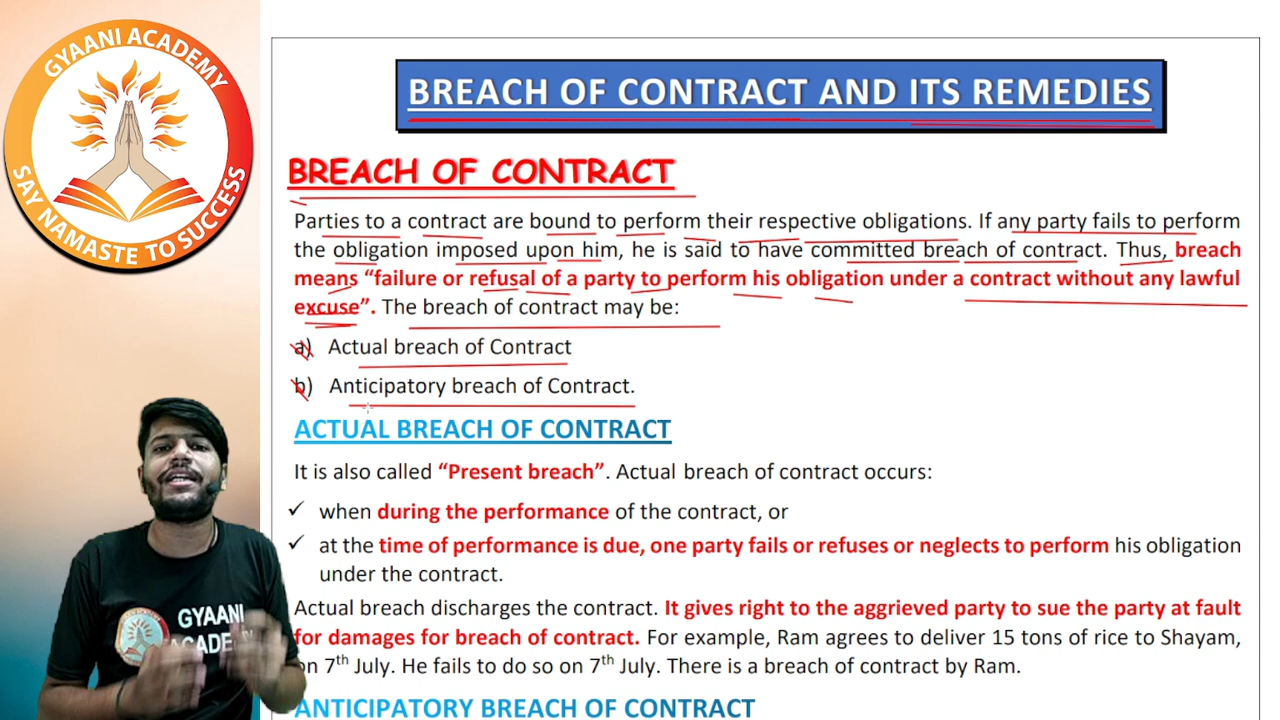 GYAANI ACADEMY
SAY NAMASTE TO SUCCESS
BREACH OF CONTRACT AND ITS REMEDIES
BREACH OF CONTRACT
Parties to a contract are bound to perform their respective obligations. If any party fails to perform
the obligation imposed upon him, he is said to have committed breach of contract. Thus, breach
means “failure or refusal of a party to perform his obligation under a contract without any lawful
excuse”. The breach of contract may be:
a) Actual breach of Contract
b) Anticipatory breach of Contract.
ACTUAL BREACH OF CONTRACT
It is also called “Present breach”. Actual breach of contract occurs:
✓ when during the performance of the contract, or
✓ at the time of performance is due, one party fails or refuses or neglects to perform his obligation
under the contract.
Actual breach discharges the contract. It gives right to the aggrieved party to sue the party at fault
for damages for breach of contract. For example, Ram agrees to deliver 15 tons of rice to Shayam,
on 7th July. He fails to do so on 7th July. There is a breach of contract by Ram.
ANTICIPATORY BREACH OF CONTRACT
GYAANI
ACADE